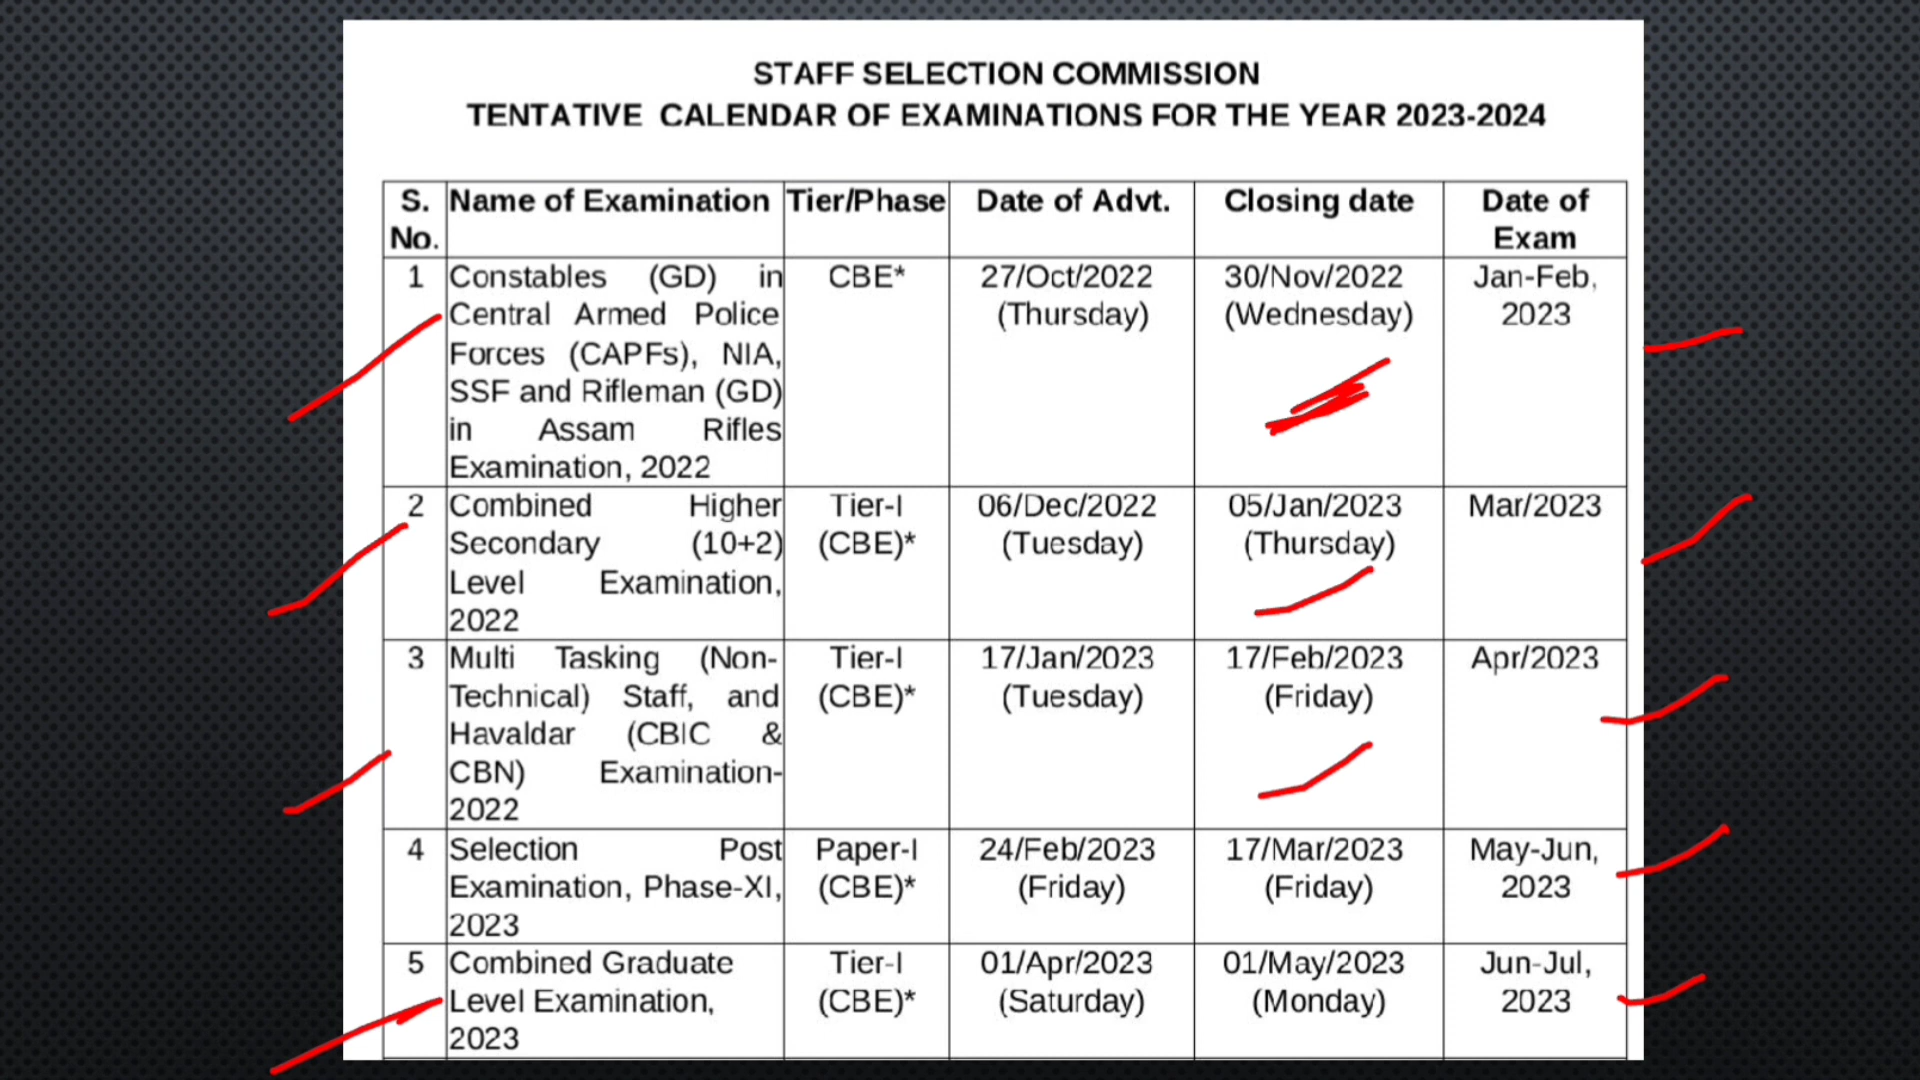 STAFF SELECTION COMMISSION
TENTATIVE CALENDAR OF EXAMINATIONS FOR THE YEAR 2023-2024
S. No. Name of Examination Tier/Phase Date of Advt. Closing date Date of Exam
1 Constables (GD) in CBE* 27/Oct/2022 30/Nov/2022 Jan-Feb,
Central Armed Police (Thursday) (Wednesday) 2023
Forces (CAPFs), NIA,
SSF and Rifleman (GD)
in Assam Rifles
Examination, 2022
2 Combined Higher Tier-I 06/Dec/2022 05/Jan/2023 Mar/2023
Secondary (10+2) (CBE)* (Tuesday) (Thursday)
Level Examination,
2022
3 Multi Tasking (Non- Tier-I 17/Jan/2023 17/Feb/2023 Apr/2023
Technical) Staff, and (CBE)* (Tuesday) (Friday)
Havaldar (CBIC &
CBN) Examination-
2022
4 Selection Post Paper-I 24/Feb/2023 17/Mar/2023 May-Jun,
Examination, Phase-XI, (CBE)* (Friday) (Friday) 2023
2023
5 Combined Graduate Tier-I 01/Apr/2023 01/May/2023 Jun-Jul,
Level Examination, (CBE)* (Saturday) (Monday) 2023
2023